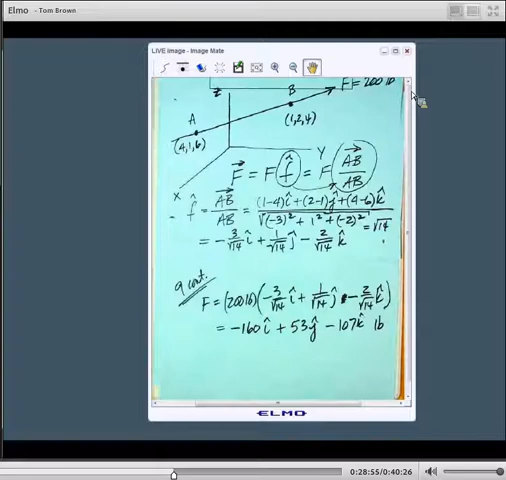 Elmo - Tom Brown
LIVE Image - Image Mate
z B |F| = 200 lb
A (1,2,4)
(4,1,6)
Y
X
F⃗ = F f̂ = F AB⃗/AB
f̂ = AB⃗/AB = ((1-4)î+(2-1)ĵ+(4-6)k̂)/√((-3)²+1²+(-2)²) = √14
= -3/√14 î + 1/√14 ĵ - 2/√14 k̂
9 cont.
F = (200 lb)(-3/√14 î + 1/√14 ĵ - 2/√14 k̂)
= -160î + 53ĵ - 107k̂ lb
ELMO
0:28:55/0:40:26